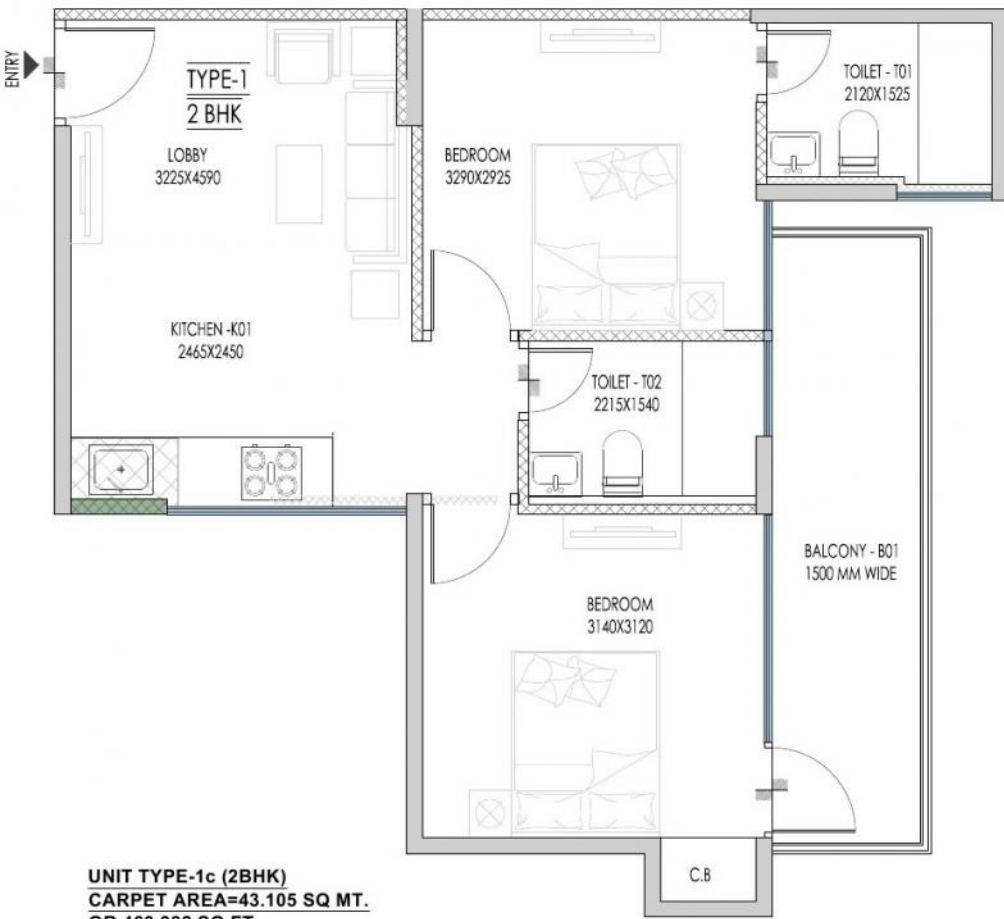 ENTRY
TYPE-1
2 BHK
LOBBY
3225X4590
BEDROOM
3290X2925
TOILET - T01
2120X1525
KITCHEN -K01
2465X2450
TOILET - T02
2215X1540
BALCONY - B01
1500 MM WIDE
BEDROOM
3140X3120
C.B
UNIT TYPE-1c (2BHK)
CARPET AREA=43.105 SQ MT.